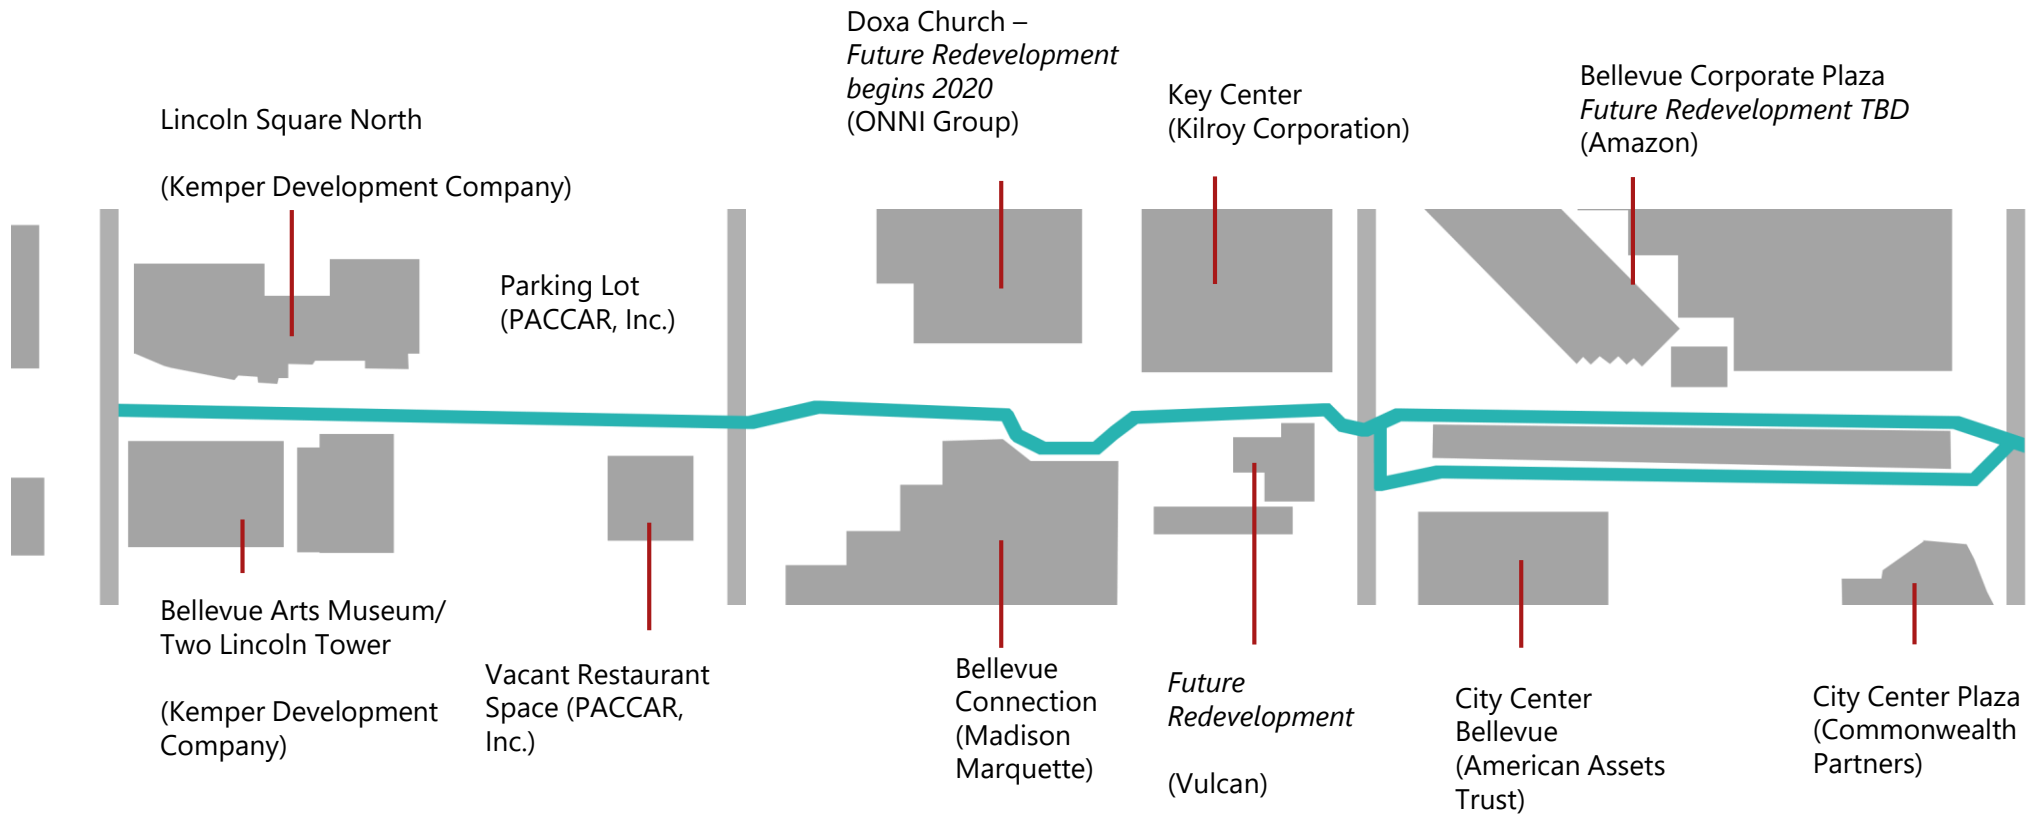 Doxa Church –
Future Redevelopment
begins 2020
(ONNI Group)
Key Center
(Kilroy Corporation)
Bellevue Corporate Plaza
Future Redevelopment TBD
(Amazon)
Lincoln Square North
(Kemper Development Company)
Parking Lot
(PACCAR, Inc.)
Bellevue Arts Museum/
Two Lincoln Tower
(Kemper Development
Company)
Vacant Restaurant
Space (PACCAR,
Inc.)
Bellevue
Connection
(Madison
Marquette)
Future
Redevelopment
(Vulcan)
City Center
Bellevue
(American Assets
Trust)
City Center Plaza
(Commonwealth
Partners)